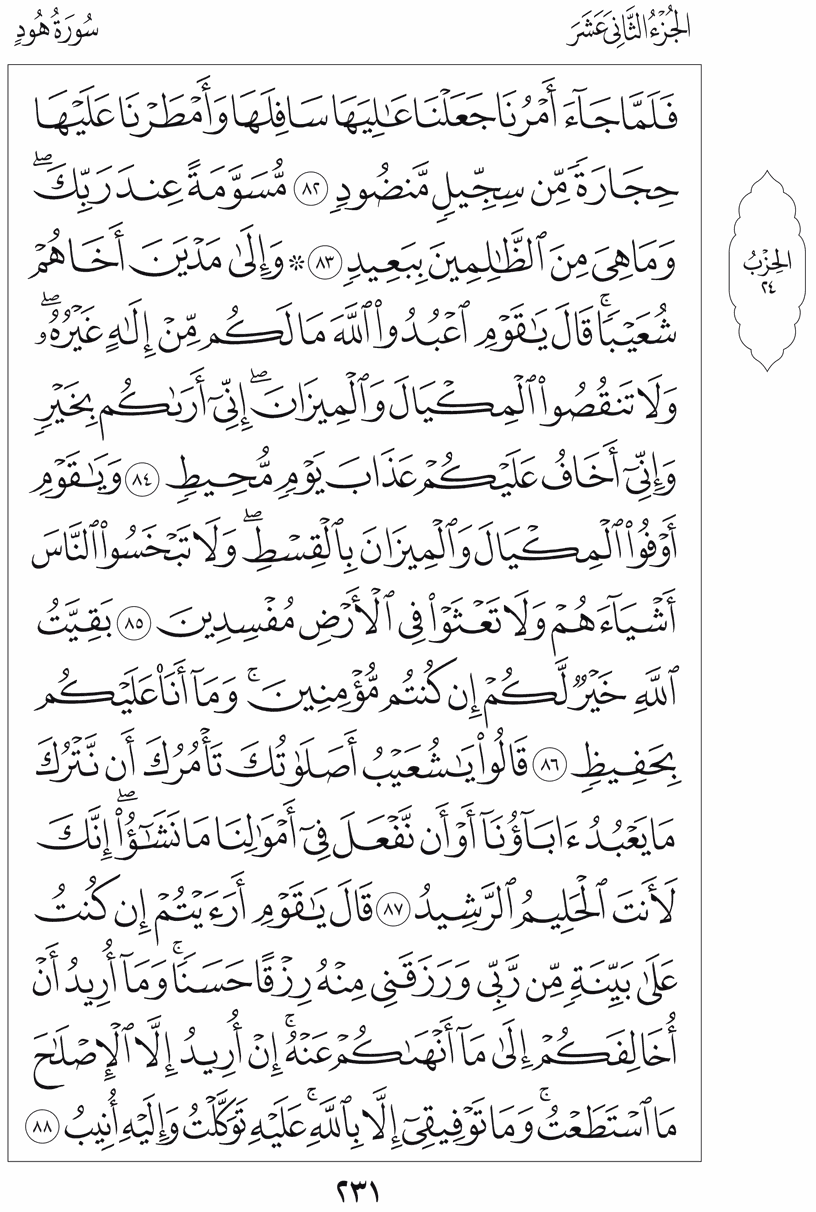 الجُزْءُ الثَّانِي عَشَرَ
سُورَةُ هُودٍ
فَلَمَّا جَآءَ أَمۡرُنَا جَعَلۡنَا عَٰلِيَهَا سَافِلَهَا وَأَمۡطَرۡنَا عَلَيۡهَا
حِجَارَةٗ مِّن سِجِّيلٖ مَّنضُودٖ ٨٢ مُّسَوَّمَةً عِندَ رَبِّكَۖ
وَمَا هِيَ مِنَ ٱلظَّٰلِمِينَ بِبَعِيدٖ ٨٣ ۞ وَإِلَىٰ مَدۡيَنَ أَخَاهُمۡ
شُعَيۡبٗاۚ قَالَ يَٰقَوۡمِ ٱعۡبُدُواْ ٱللَّهَ مَا لَكُم مِّنۡ إِلَٰهٍ غَيۡرُهُۥۖ
وَلَا تَنقُصُواْ ٱلۡمِكۡيَالَ وَٱلۡمِيزَانَۖ إِنِّيٓ أَرَىٰكُم بِخَيۡرٖ
وَإِنِّيٓ أَخَافُ عَلَيۡكُمۡ عَذَابَ يَوۡمٖ مُّحِيطٖ ٨٤ وَيَٰقَوۡمِ
أَوۡفُواْ ٱلۡمِكۡيَالَ وَٱلۡمِيزَانَ بِٱلۡقِسۡطِۖ وَلَا تَبۡخَسُواْ ٱلنَّاسَ
أَشۡيَآءَهُمۡ وَلَا تَعۡثَوۡاْ فِي ٱلۡأَرۡضِ مُفۡسِدِينَ ٨٥ بَقِيَّتُ
ٱللَّهِ خَيۡرٞ لَّكُمۡ إِن كُنتُم مُّؤۡمِنِينَۚ وَمَآ أَنَا۠ عَلَيۡكُم
بِحَفِيظٖ ٨٦ قَالُواْ يَٰشُعَيۡبُ أَصَلَوٰتُكَ تَأۡمُرُكَ أَن نَّتۡرُكَ
مَا يَعۡبُدُ ءَابَآؤُنَآ أَوۡ أَن نَّفۡعَلَ فِيٓ أَمۡوَٰلِنَا مَا نَشَٰٓؤُاْۖ إِنَّكَ
لَأَنتَ ٱلۡحَلِيمُ ٱلرَّشِيدُ ٨٧ قَالَ يَٰقَوۡمِ أَرَءَيۡتُمۡ إِن كُنتُ
عَلَىٰ بَيِّنَةٖ مِّن رَّبِّي وَرَزَقَنِي مِنۡهُ رِزۡقًا حَسَنٗاۚ وَمَآ أُرِيدُ أَنۡ
أُخَالِفَكُمۡ إِلَىٰ مَآ أَنۡهَىٰكُمۡ عَنۡهُۚ إِنۡ أُرِيدُ إِلَّا ٱلۡإِصۡلَٰحَ
مَا ٱسۡتَطَعۡتُۚ وَمَا تَوۡفِيقِيٓ إِلَّا بِٱللَّهِۚ عَلَيۡهِ تَوَكَّلۡتُ وَإِلَيۡهِ أُنِيبُ ٨٨
الحِزۡبُ
٢٤
٢٣١